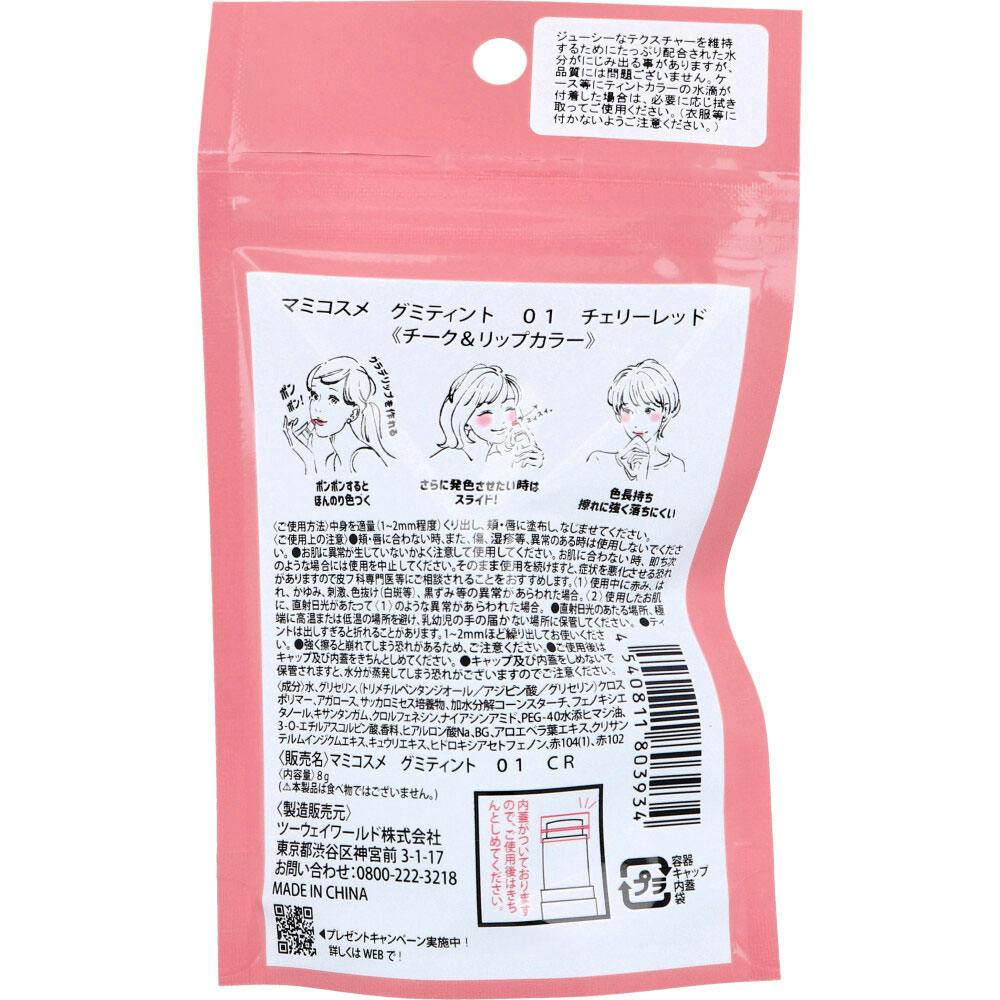 ジューシーなテクスチャーを維持
するためにたっぷり配合された水
分がにじみ出る事がありますが、
品質には問題ございません。ケ
ース等にティントカラーの水滴が
付着した場合は、必要に応じ拭き
取ってご使用ください。（衣服等に
付かないようご注意ください。）
マミコスメ グミティント 01 チェリーレッド
《チーク＆リップカラー》
ポン
ポン!
グラデリップを作れる
ポンポンすると
ほんのり色づく
スイスイ。
さらに発色させたい時は
スライド!
色長持ち
擦れに強く落ちにくい
〈ご使用方法〉中身を適量（1~2mm程度）くり出し、頬・唇に塗布し、なじませてください。
〈ご使用上の注意〉●頬・唇に合わない時、また、傷、湿疹等、異常のある時は使用しないでくださ
い。●お肌に異常が生じていないかよく注意して使用してください。お肌に合わない時、即ち次
のような場合には使用を中止してください。そのまま使用を続けますと、症状を悪化させる恐れ
がありますので皮フ科専門医等にご相談されることをおすすめします。（1）使用中に赤み、は
れ、かゆみ、刺激、色抜け（白斑等）、黒ずみ等の異常があらわれた場合。（2）使用したお肌
に、直射日光があたって（1）のような異常があらわれた場合。●直射日光のあたる場所、極
端に高温または低温の場所を避け、乳幼児の手の届かない場所に保管してください。●ティ
ントは出しすぎると折れることがあります。1~2mmほど繰り出してお使いくださ
い。●強く擦ると崩れてしまう恐れがあるため、ご注意ください。●ご使用後は
キャップ及び内蓋をきちんとしめてください。●キャップ及び内蓋をしめないで
保管されますと、水分が蒸発してしまう恐れがございますのでご注意ください。
〈成分〉水、グリセリン、（トリメチルペンタンジオール／アジピン酸／グリセリン）クロス
ポリマー、アガロース、サッカロミセス培養物、加水分解コーンスターチ、フェノキシエ
タノール、キサンタンガム、クロルフェネシン、ナイアシンアミド、PEG-40水添ヒマシ油、
3-O-エチルアスコルビン酸、香料、ヒアルロン酸Na、BG、アロエベラ葉エキス、クリサン
テルムインジクムエキス、キュウリエキス、ヒドロキシアセトフェノン、赤104(1)、赤102
〈販売名〉マミコスメ グミティント 01 CR
〈内容量〉8g
（⚠本製品は食べ物ではございません。）
〈製造販売元〉
ツーウェイワールド株式会社
東京都渋谷区神宮前 3-1-17
お問い合わせ：0800-222-3218
MADE IN CHINA
◀プレゼントキャンペーン実施中！
詳しくは WEB で！
内蓋がついております
ので、ご使用後はきち
んとしめてください。
4 540811 803934
プラ
容器
キャップ
内蓋
袋